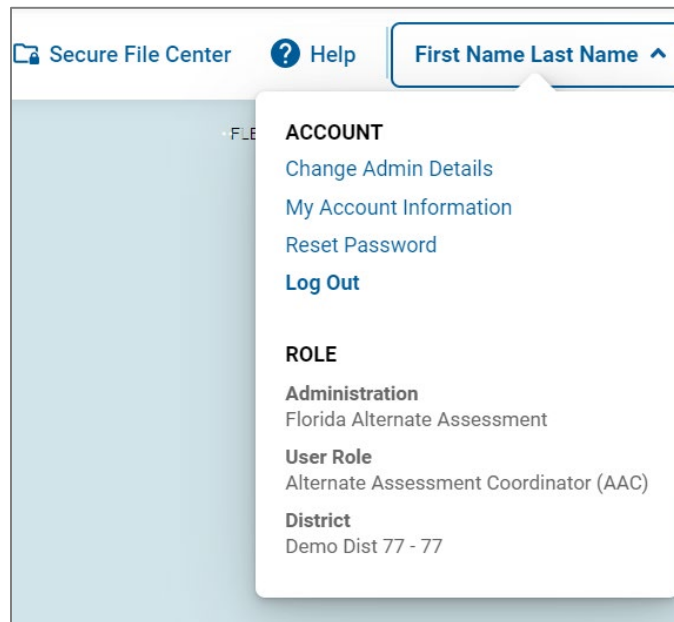 Secure File Center Help First Name Last Name
FLE
ACCOUNT
Change Admin Details
My Account Information
Reset Password
Log Out
ROLE
Administration
Florida Alternate Assessment
User Role
Alternate Assessment Coordinator (AAC)
District
Demo Dist 77 - 77